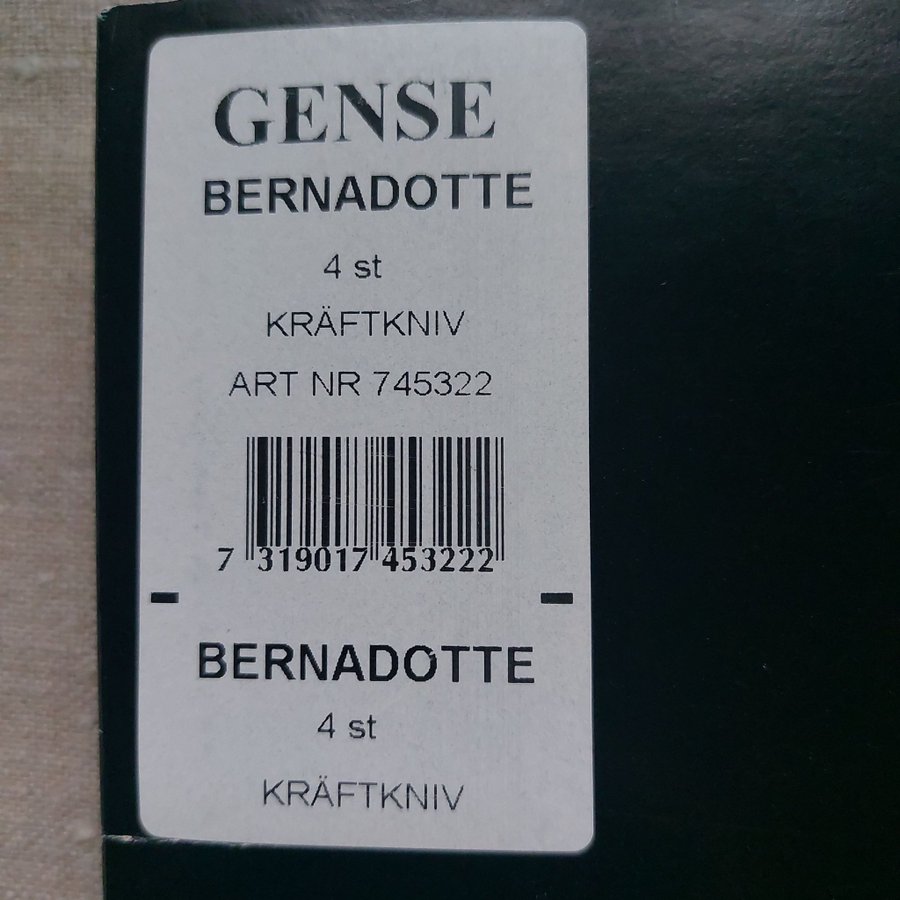 GENSE
BERNADOTTE
4 st
KRÄFTKNIV
ART NR 745322
7 319017 453222
BERNADOTTE
4 st
KRÄFTKNIV